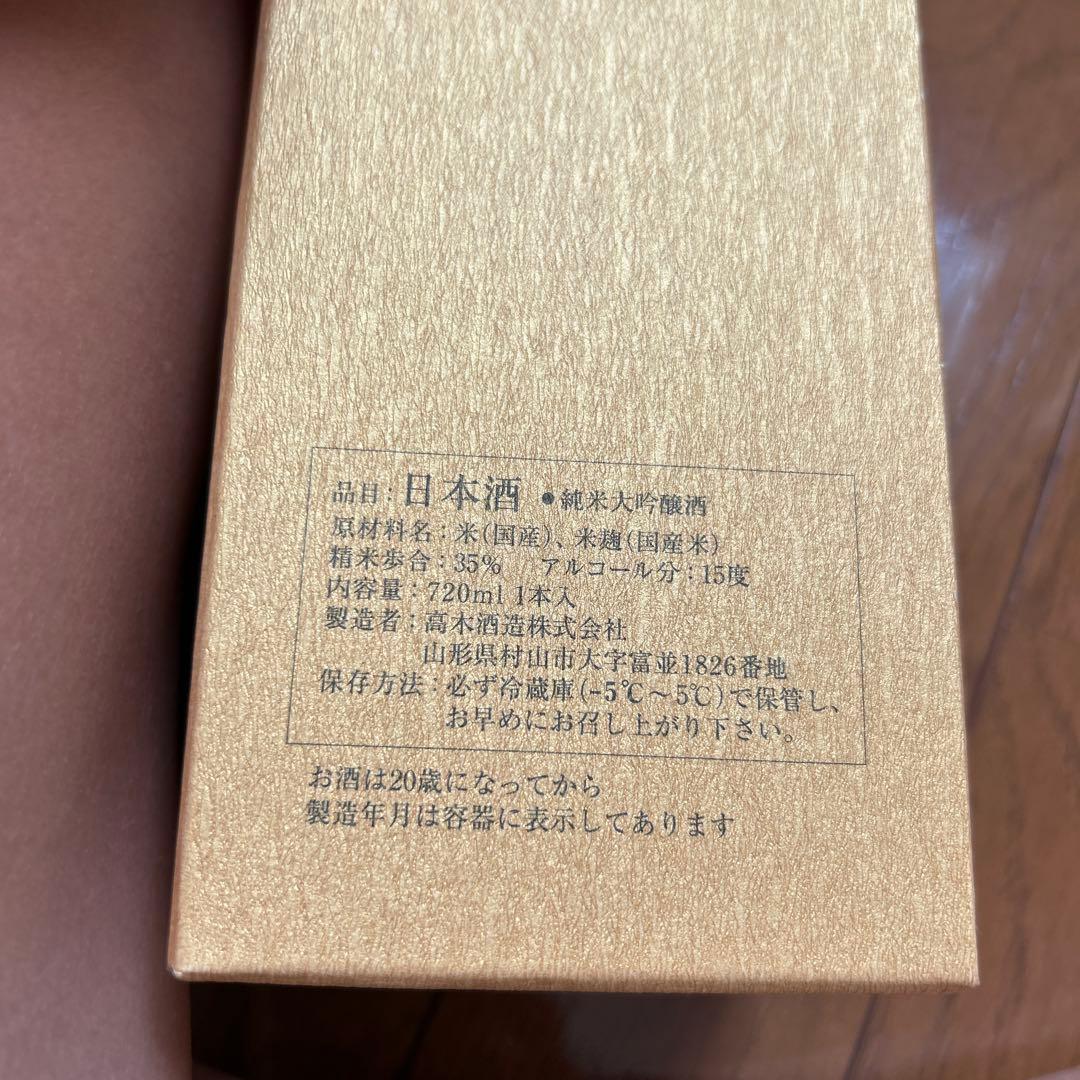 品目：日本酒 ●純米大吟醸酒
原材料名：米(国産)、米麹(国産米)
精米歩合：35% アルコール分：15度
内容量：720ml 1本入
製造者：高木酒造株式会社
山形県村山市大字富並1826番地
保存方法：必ず冷蔵庫(-5℃〜5℃)で保管し、
お早めにお召し上がり下さい。
お酒は20歳になってから
製造年月は容器に表示してあります